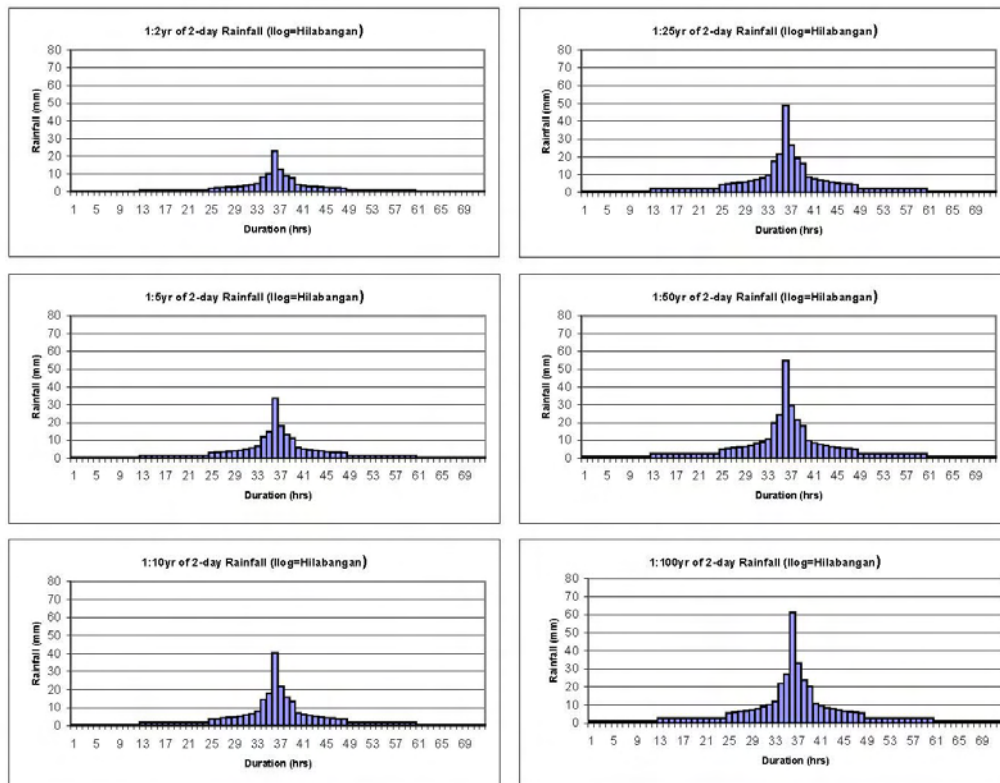 1:2yr of 2-day Rainfall (Ilog=Hilabangan)
Rainfall (mm)
80
70
60
50
40
30
20
10
0
1 5 9 13 17 21 25 29 33 37 41 45 49 53 57 61 65 69
Duration (hrs)
1:25yr of 2-day Rainfall (Ilog=Hilabangan)
Rainfall (mm)
80
70
60
50
40
30
20
10
0
1 5 9 13 17 21 25 29 33 37 41 45 49 53 57 61 65 69
Duration (hrs)
1:5yr of 2-day Rainfall (Ilog=Hilabangan)
Rainfall (mm)
80
70
60
50
40
30
20
10
0
1 5 9 13 17 21 25 29 33 37 41 45 49 53 57 61 65 69
Duration (hrs)
1:50yr of 2-day Rainfall (Ilog=Hilabangan)
Rainfall (mm)
80
70
60
50
40
30
20
10
0
1 5 9 13 17 21 25 29 33 37 41 45 49 53 57 61 65 69
Duration (hrs)
1:10yr of 2-day Rainfall (Ilog=Hilabangan)
Rainfall (mm)
80
70
60
50
40
30
20
10
0
1 5 9 13 17 21 25 29 33 37 41 45 49 53 57 61 65 69
Duration (hrs)
1:100yr of 2-day Rainfall (Ilog=Hilabangan)
Rainfall (mm)
80
70
60
50
40
30
20
10
0
1 5 9 13 17 21 25 29 33 37 41 45 49 53 57 61 65 69
Duration (hrs)